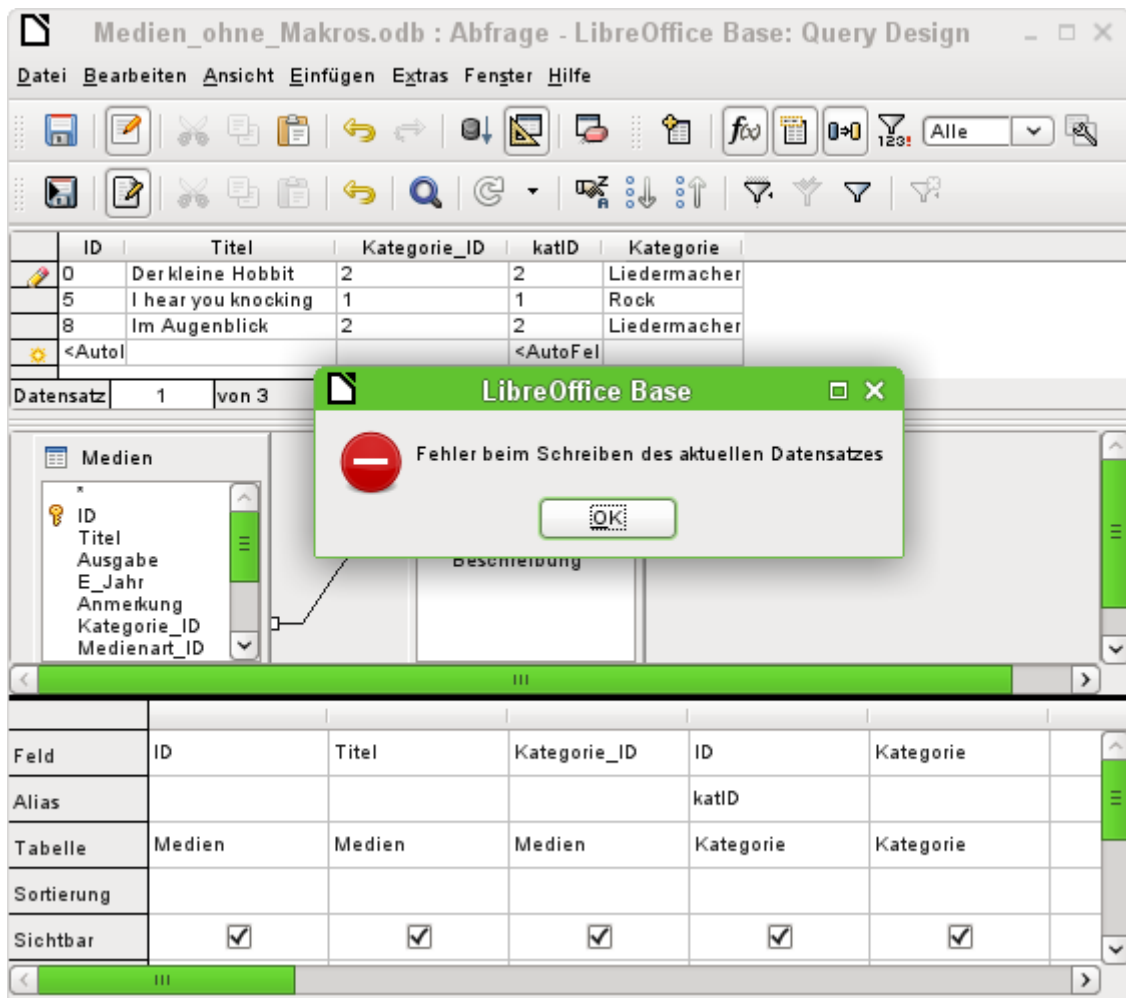 Medien_ohne_Makros.odb : Abfrage - LibreOffice Base: Query Design
Datei Bearbeiten Ansicht Einfügen Extras Fenster Hilfe
f(x) 123! Alle
Z A
ID Titel Kategorie_ID katID Kategorie
0 Der kleine Hobbit 2 2 Liedermacher
5 I hear you knocking 1 1 Rock
8 Im Augenblick 2 2 Liedermacher
<AutoI <AutoFel
Datensatz 1 von 3
LibreOffice Base
Fehler beim Schreiben des aktuellen Datensatzes
OK
Medien
*
ID
Titel
Ausgabe
E_Jahr
Anmerkung
Kategorie_ID
Medienart_ID
Beschreibung
Feld ID Titel Kategorie_ID ID Kategorie
Alias katID
Tabelle Medien Medien Medien Kategorie Kategorie
Sortierung
Sichtbar